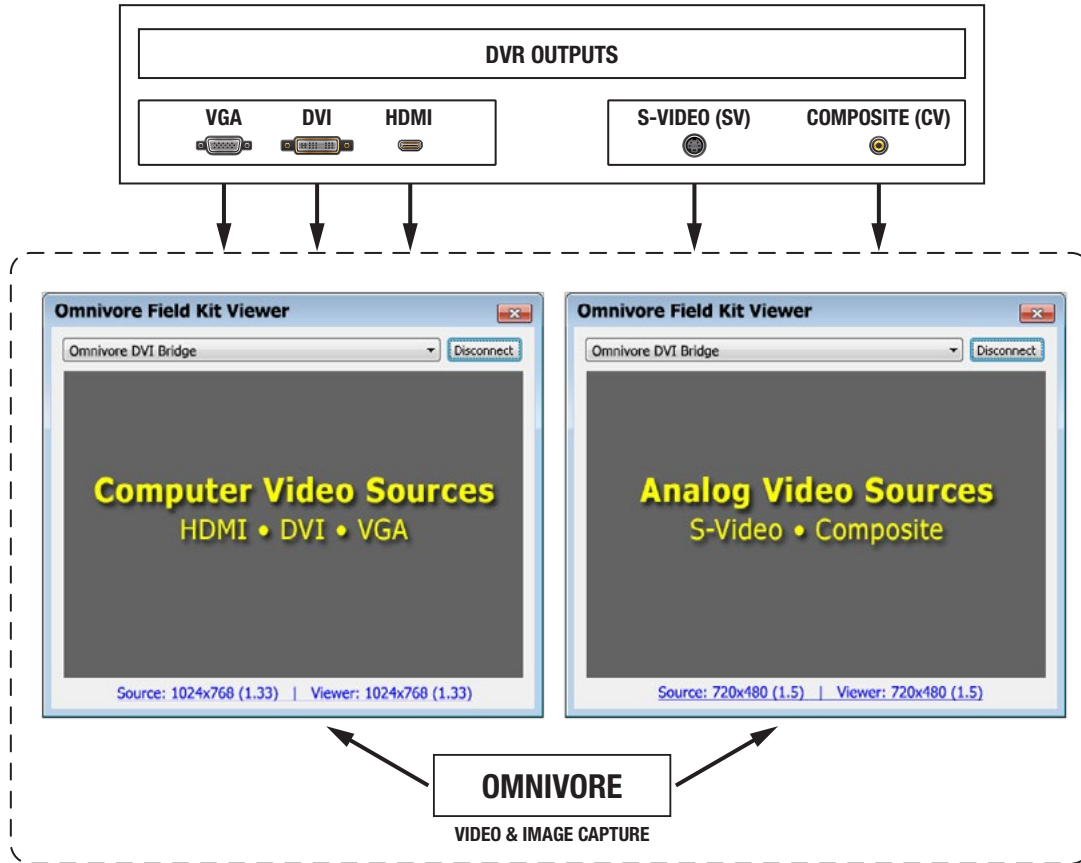 DVR OUTPUTS
VGA DVI HDMI
S-VIDEO (SV) COMPOSITE (CV)
Omnivore Field Kit Viewer
Omnivore DVI Bridge
Disconnect
Computer Video Sources
HDMI • DVI • VGA
Source: 1024x768 (1.33) | Viewer: 1024x768 (1.33)
Omnivore Field Kit Viewer
Omnivore DVI Bridge
Disconnect
Analog Video Sources
S-Video • Composite
Source: 720x480 (1.5) | Viewer: 720x480 (1.5)
OMNIVORE
VIDEO & IMAGE CAPTURE